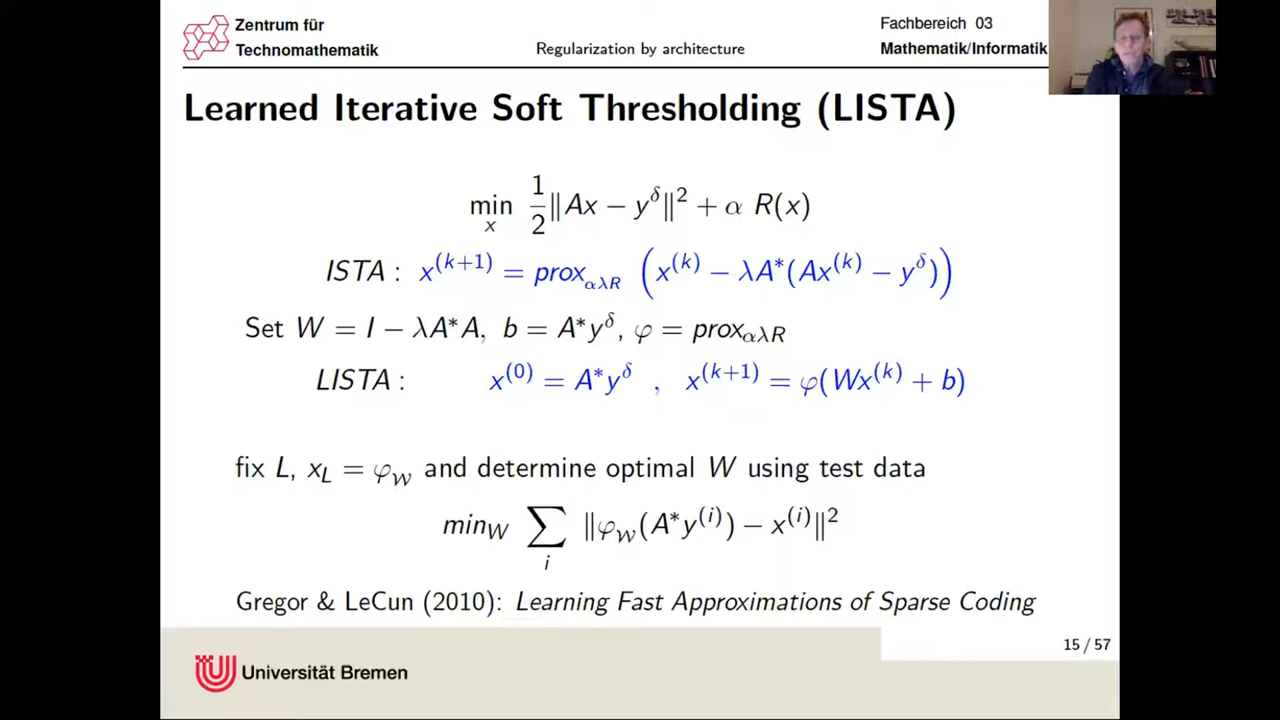 Zentrum für
Technomathematik
Regularization by architecture
Fachbereich 03
Mathematik/Informatik
Learned Iterative Soft Thresholding (LISTA)
min_x 1/2 ‖Ax − y^δ‖² + α R(x)
ISTA : x^(k+1) = prox_αλR (x^(k) − λA*(Ax^(k) − y^δ))
Set W = I − λA*A, b = A*y^δ, φ = prox_αλR
LISTA : x^(0) = A*y^δ , x^(k+1) = φ(Wx^(k) + b)
fix L, x_L = φ_W and determine optimal W using test data
min_W ∑_i ‖φ_W(A*y^(i)) − x^(i)‖²
Gregor & LeCun (2010): Learning Fast Approximations of Sparse Coding
15 / 57
Universität Bremen